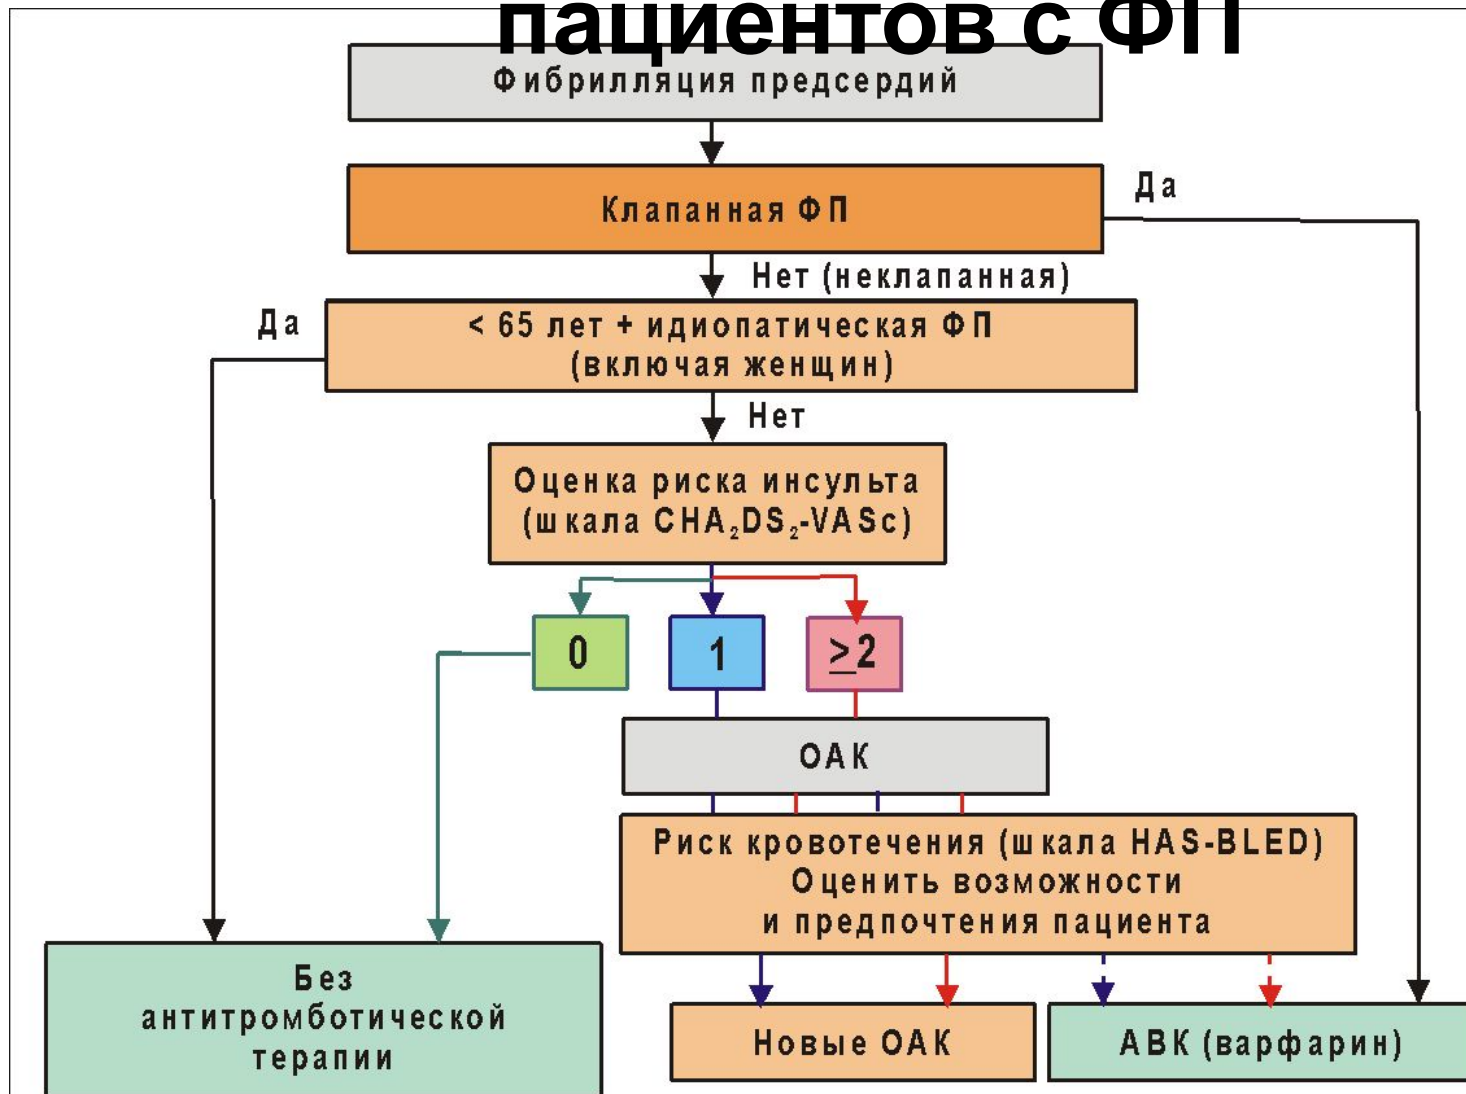 пациентов с ФП
Фибрилляция предсердий
Клапанная ФП
Да
Нет (неклапанная)
Да
< 65 лет + идиопатическая ФП
(включая женщин)
Нет
Оценка риска инсульта
(шкала CHA₂DS₂-VASc)
0
1
≥2
ОАК
Риск кровотечения (шкала HAS-BLED)
Оценить возможности
и предпочтения пациента
Без
антитромботической
терапии
Новые ОАК
АВК (варфарин)